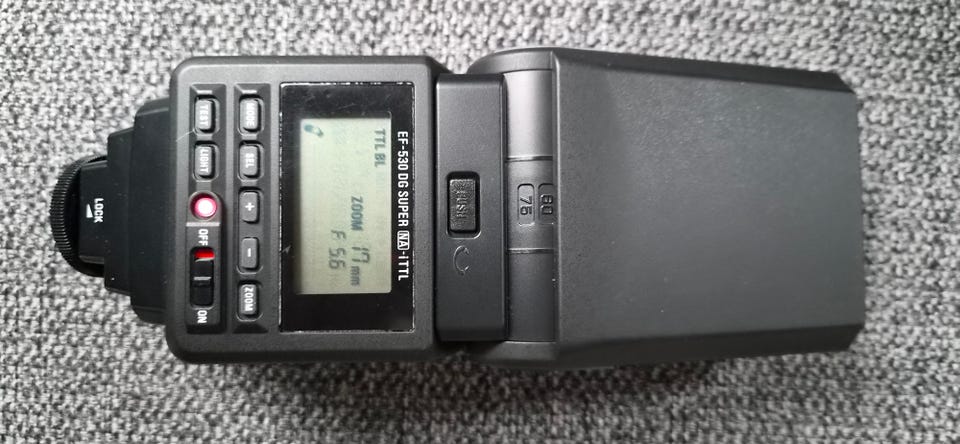 60
75
PUSH
EF-530 DG SUPER NA-iTTL
TTL BL
ZOOM 17 mm
F 5.6
MODE SEL + - ZOOM
TEST LIGHT OFF ON
LOCK